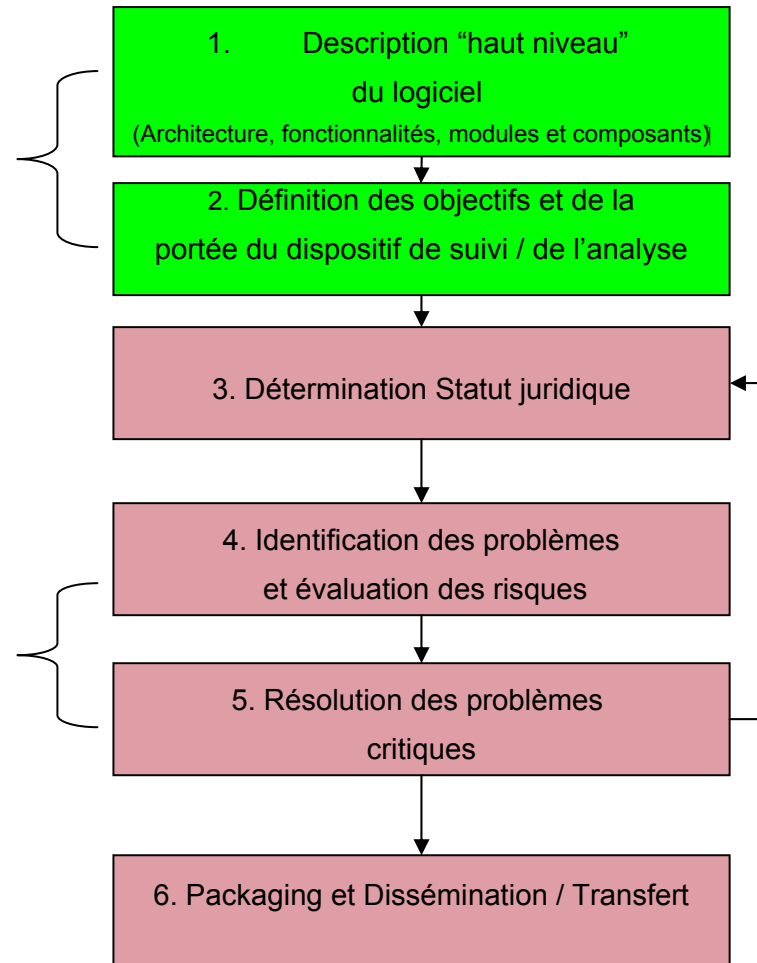 1. Description “haut niveau”
du logiciel
(Architecture, fonctionnalités, modules et composants)
2. Définition des objectifs et de la
portée du dispositif de suivi / de l’analyse
3. Détermination Statut juridique
4. Identification des problèmes
et évaluation des risques
5. Résolution des problèmes
critiques
6. Packaging et Dissémination / Transfert